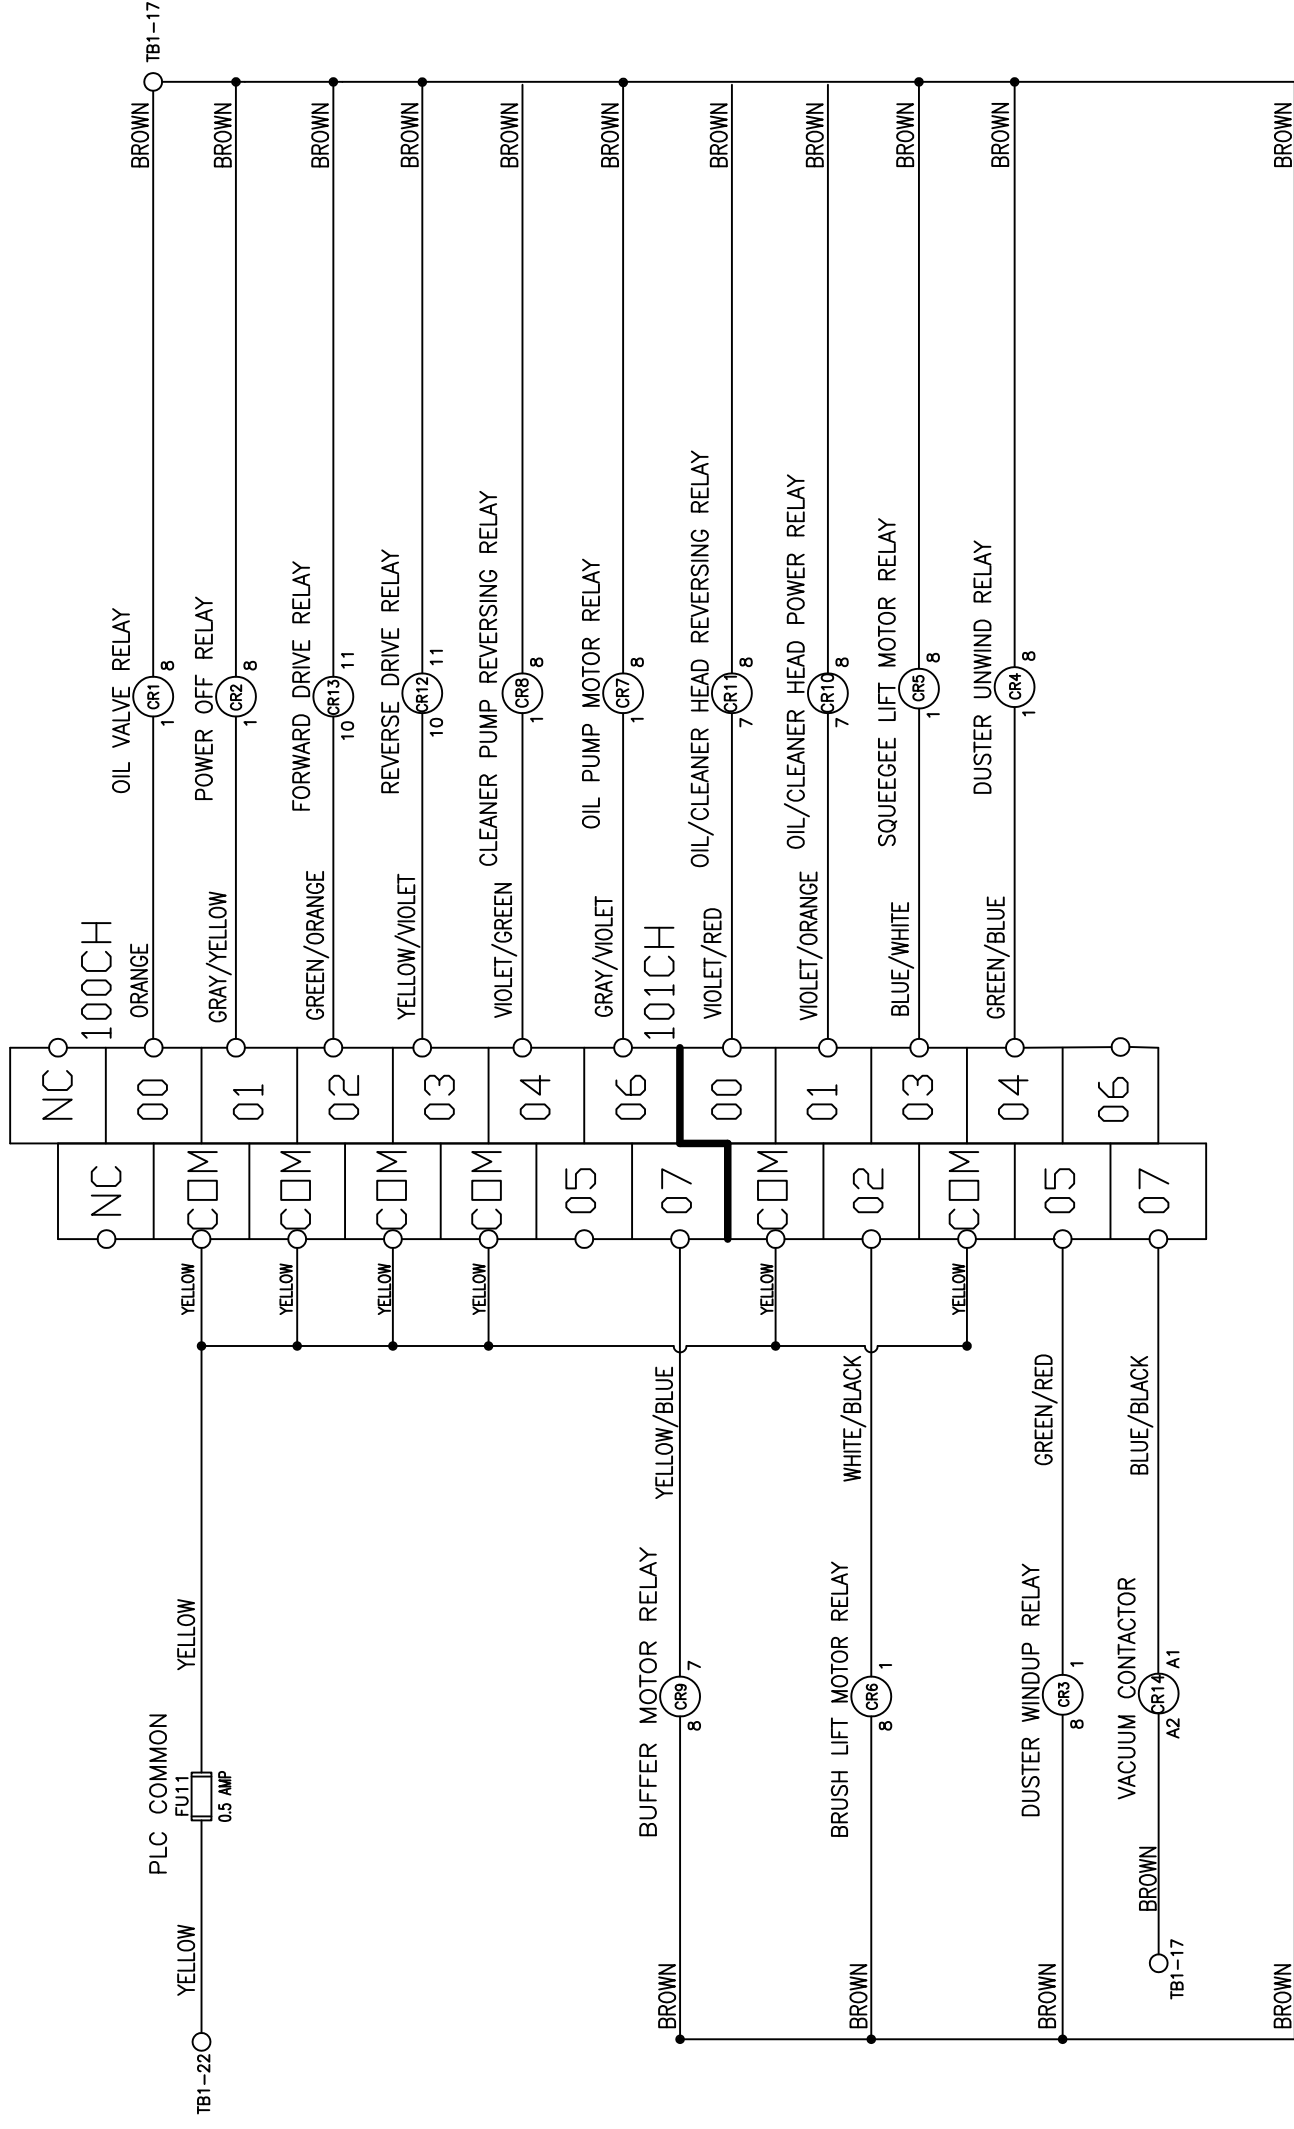 TB1-17
BROWN
BROWN
BROWN
BROWN
BROWN
BROWN
BROWN
BROWN
BROWN
BROWN
BROWN
OIL VALVE RELAY
1 CR1 8
POWER OFF RELAY
1 CR2 8
FORWARD DRIVE RELAY
10 CR13 11
REVERSE DRIVE RELAY
10 CR12 11
CLEANER PUMP REVERSING RELAY
1 CR8 8
OIL PUMP MOTOR RELAY
1 CR7 8
OIL/CLEANER HEAD REVERSING RELAY
7 CR11 8
OIL/CLEANER HEAD POWER RELAY
7 CR10 8
SQUEEGEE LIFT MOTOR RELAY
1 CR5 8
DUSTER UNWIND RELAY
1 CR4 8
100CH
ORANGE
GRAY/YELLOW
GREEN/ORANGE
YELLOW/VIOLET
VIOLET/GREEN
GRAY/VIOLET
101CH
VIOLET/RED
VIOLET/ORANGE
BLUE/WHITE
GREEN/BLUE
NC
00
01
02
03
04
06
00
01
03
04
06
NC
COM
COM
COM
COM
05
07
COM
02
COM
05
07
YELLOW
YELLOW
YELLOW
YELLOW
YELLOW
YELLOW
YELLOW/BLUE
WHITE/BLACK
GREEN/RED
BLUE/BLACK
YELLOW
PLC COMMON
FU11
0.5 AMP
YELLOW
TB1-22
BUFFER MOTOR RELAY
8 CR9 7
BRUSH LIFT MOTOR RELAY
8 CR6 1
DUSTER WINDUP RELAY
8 CR3 1
VACUUM CONTACTOR
A2 CR14 A1
BROWN
TB1-17
BROWN
BROWN
BROWN
BROWN